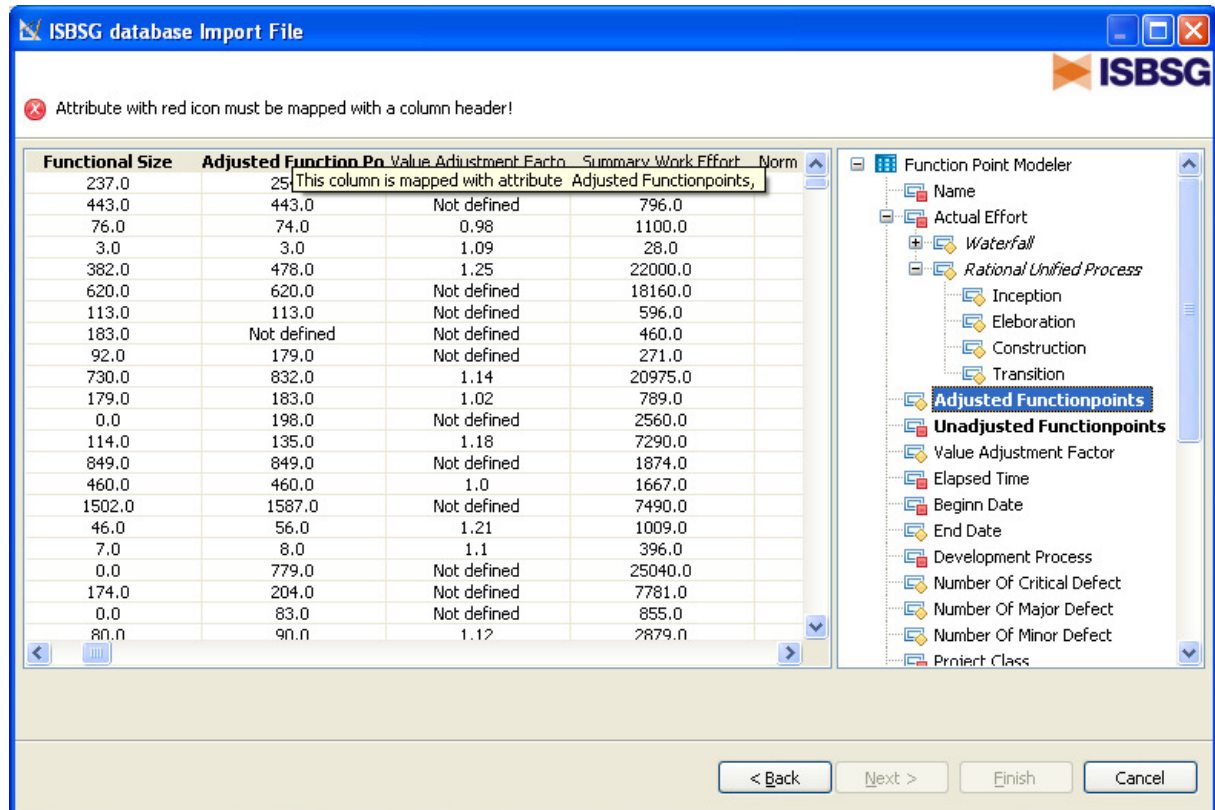 ISBSG database Import File
ISBSG
Attribute with red icon must be mapped with a column header!
Functional Size Adjusted Function Po Value Adjustment Facto Summary Work Effort Norm
This column is mapped with attribute Adjusted Functionpoints,
237.0 25
443.0 443.0 Not defined 796.0
76.0 74.0 0.98 1100.0
3.0 3.0 1.09 28.0
382.0 478.0 1.25 22000.0
620.0 620.0 Not defined 18160.0
113.0 113.0 Not defined 596.0
183.0 Not defined Not defined 460.0
92.0 179.0 Not defined 271.0
730.0 832.0 1.14 20975.0
179.0 183.0 1.02 789.0
0.0 198.0 Not defined 2560.0
114.0 135.0 1.18 7290.0
849.0 849.0 Not defined 1874.0
460.0 460.0 1.0 1667.0
1502.0 1587.0 Not defined 7490.0
46.0 56.0 1.21 1009.0
7.0 8.0 1.1 396.0
0.0 779.0 Not defined 25040.0
174.0 204.0 Not defined 7781.0
0.0 83.0 Not defined 855.0
80.0 90.0 1.12 2879.0
Function Point Modeler
Name
Actual Effort
Waterfall
Rational Unified Process
Inception
Eleboration
Construction
Transition
Adjusted Functionpoints
Unadjusted Functionpoints
Value Adjustment Factor
Elapsed Time
Beginn Date
End Date
Development Process
Number Of Critical Defect
Number Of Major Defect
Number Of Minor Defect
Project Class
< Back Next > Finish Cancel